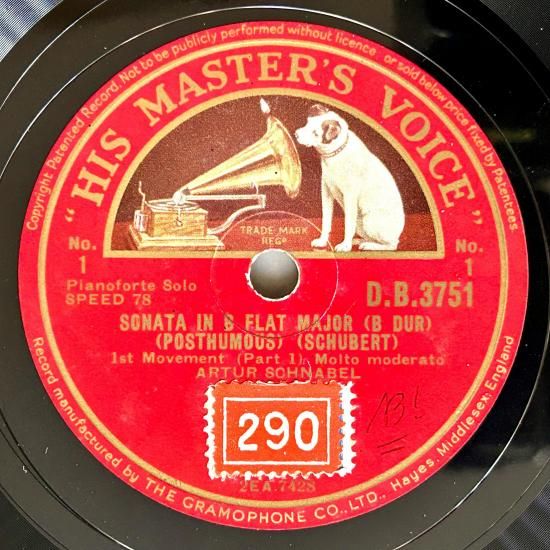 Copyright Patented Record. Not to be publicly performed without licence or sold below price fixed by Patentees
"HIS MASTER'S VOICE"
TRADE-MARK
REGD
No.
1
No.
1
Pianoforte Solo
SPEED 78
D.B.3751
SONATA IN B FLAT MAJOR (B DUR)
(POSTHUMOUS) (SCHUBERT)
1st Movement (Part 1), Molto moderato
ARTUR SCHNABEL
290
2EA 7428
Record manufactured by THE GRAMOPHONE CO., LTD., Hayes, Middlesex, England